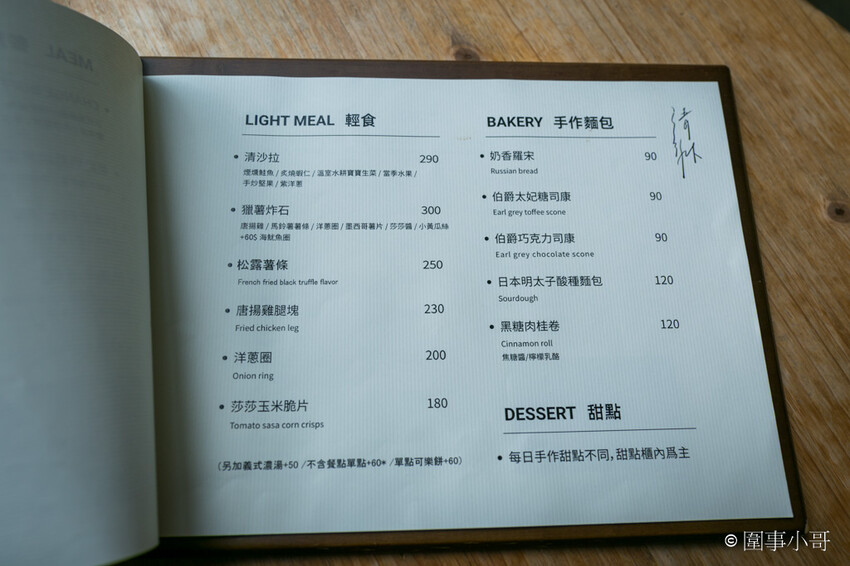 LIGHT MEAL 輕食
清沙拉 290
煙燻鮭魚 / 炙燒蝦仁 / 溫室水耕寶寶生菜 / 當季水果 /
手炒堅果 / 紫洋蔥
獵薯炸石 300
唐揚雞 / 馬鈴薯薯條 / 洋蔥圈 / 墨西哥薯片 / 莎莎醬 / 小黃瓜絲
+60$ 海魷魚圈
松露薯條 250
French fried black truffle flavor
唐揚雞腿塊 230
Fried chicken leg
洋蔥圈 200
Onion ring
莎莎玉米脆片 180
Tomato sasa corn crisps
(另加義式濃湯+50 /不含餐點單點+60* /單點可樂餅+60)
BAKERY 手作麵包
奶香羅宋 90
Russian bread
伯爵太妃糖司康 90
Earl grey toffee scone
伯爵巧克力司康 90
Earl grey chocolate scone
日本明太子酸種麵包 120
Sourdough
黑糖肉桂卷 120
Cinnamon roll
焦糖醬/檸檬乳酪
DESSERT 甜點
每日手作甜點不同，甜點櫃內爲主
© 圍事小哥